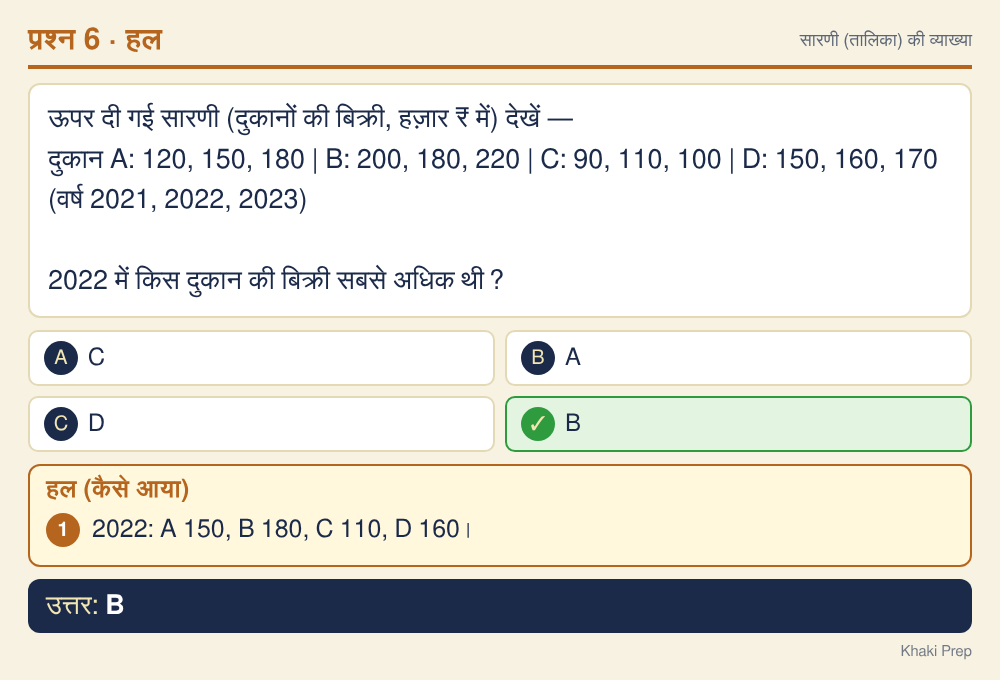 प्रश्न 6 · हल
सारणी (तालिका) की व्याख्या
ऊपर दी गई सारणी (दुकानों की बिक्री, हज़ार ₹ में) देखें —
दुकान A: 120, 150, 180 | B: 200, 180, 220 | C: 90, 110, 100 | D: 150, 160, 170
(वर्ष 2021, 2022, 2023)
2022 में किस दुकान की बिक्री सबसे अधिक थी ?
A C
B A
C D
✓ B
हल (कैसे आया)
1 2022: A 150, B 180, C 110, D 160।
उत्तर: B
Khaki Prep